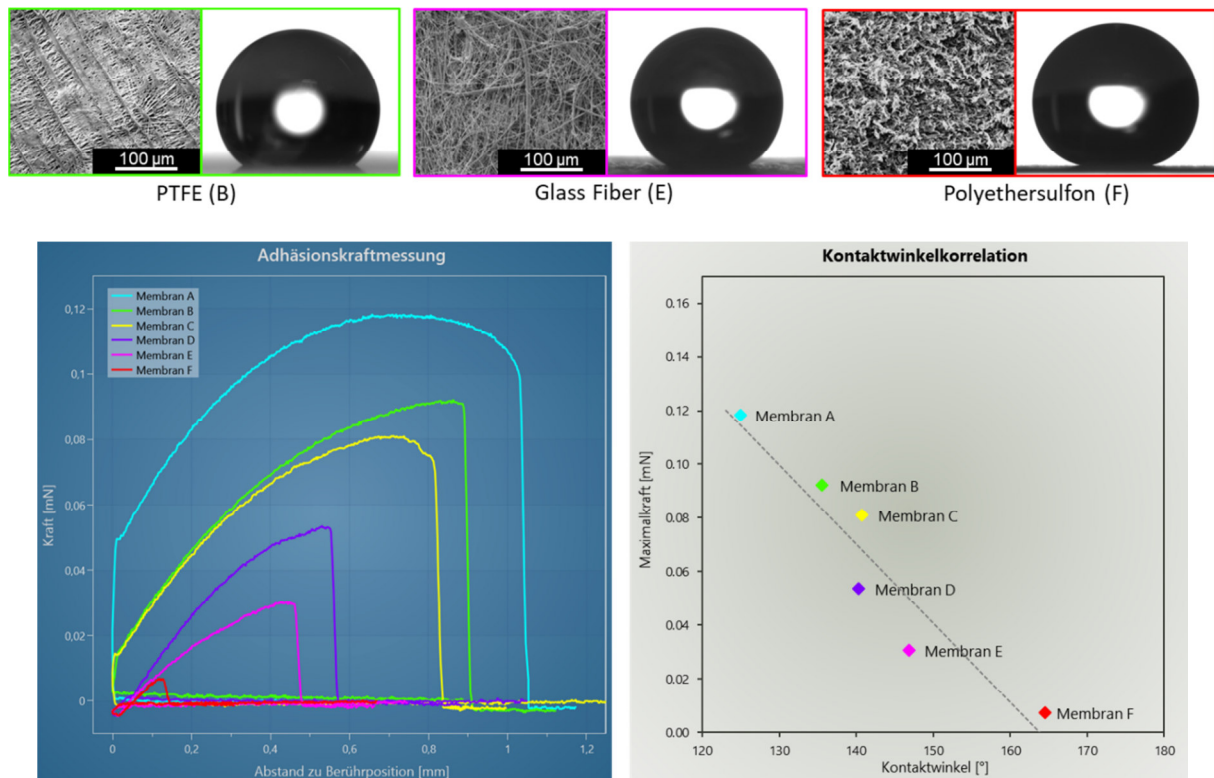 100 µm
100 µm
100 µm
PTFE (B)
Glass Fiber (E)
Polyethersulfon (F)
Adhäsionskraftmessung
Membran A
Membran B
Membran C
Membran D
Membran E
Membran F
0,12
0,1
0,08
0,06
0,04
0,02
0
Kraft [mN]
0
0,2
0,4
0,6
0,8
1
1,2
Abstand zu Berührposition [mm]
Kontaktwinkelkorrelation
0.16
0.14
0.12
0.10
0.08
0.06
0.04
0.02
0.00
Maximalkraft [mN]
Membran A
Membran B
Membran C
Membran D
Membran E
Membran F
120
130
140
150
160
170
180
Kontaktwinkel [°]